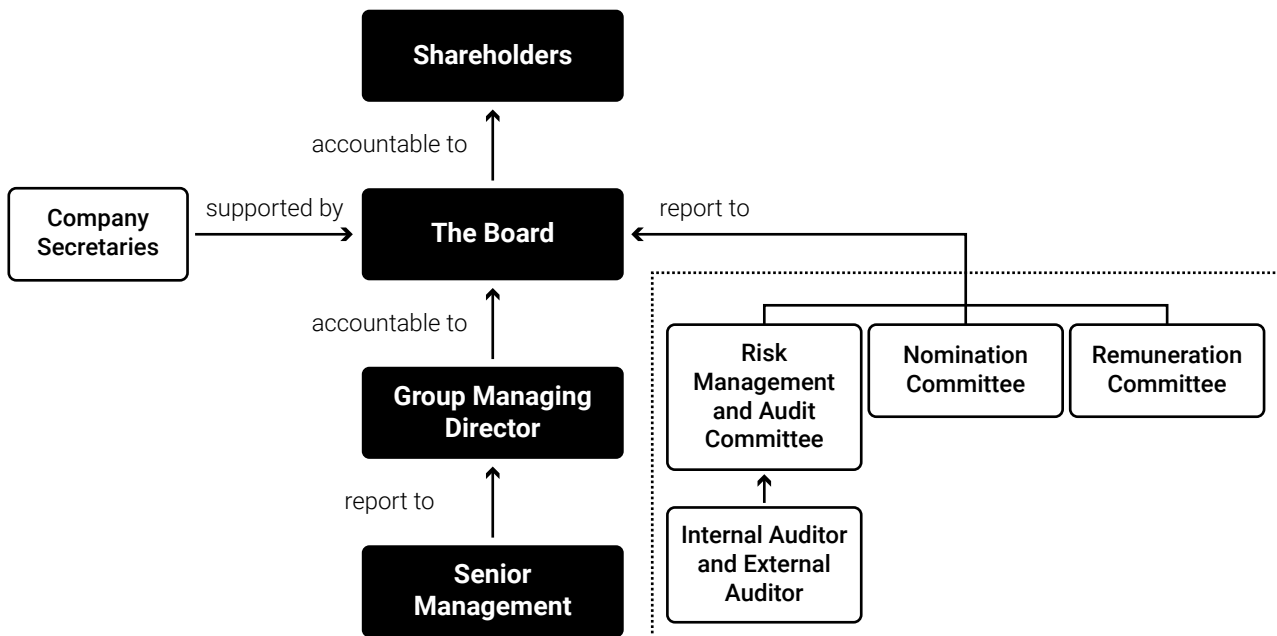 Shareholders
accountable to
Company
Secretaries
supported by
The Board
report to
accountable to
Group Managing
Director
Risk
Management
and Audit
Committee
Nomination
Committee
Remuneration
Committee
report to
Internal Auditor
and External
Auditor
Senior
Management